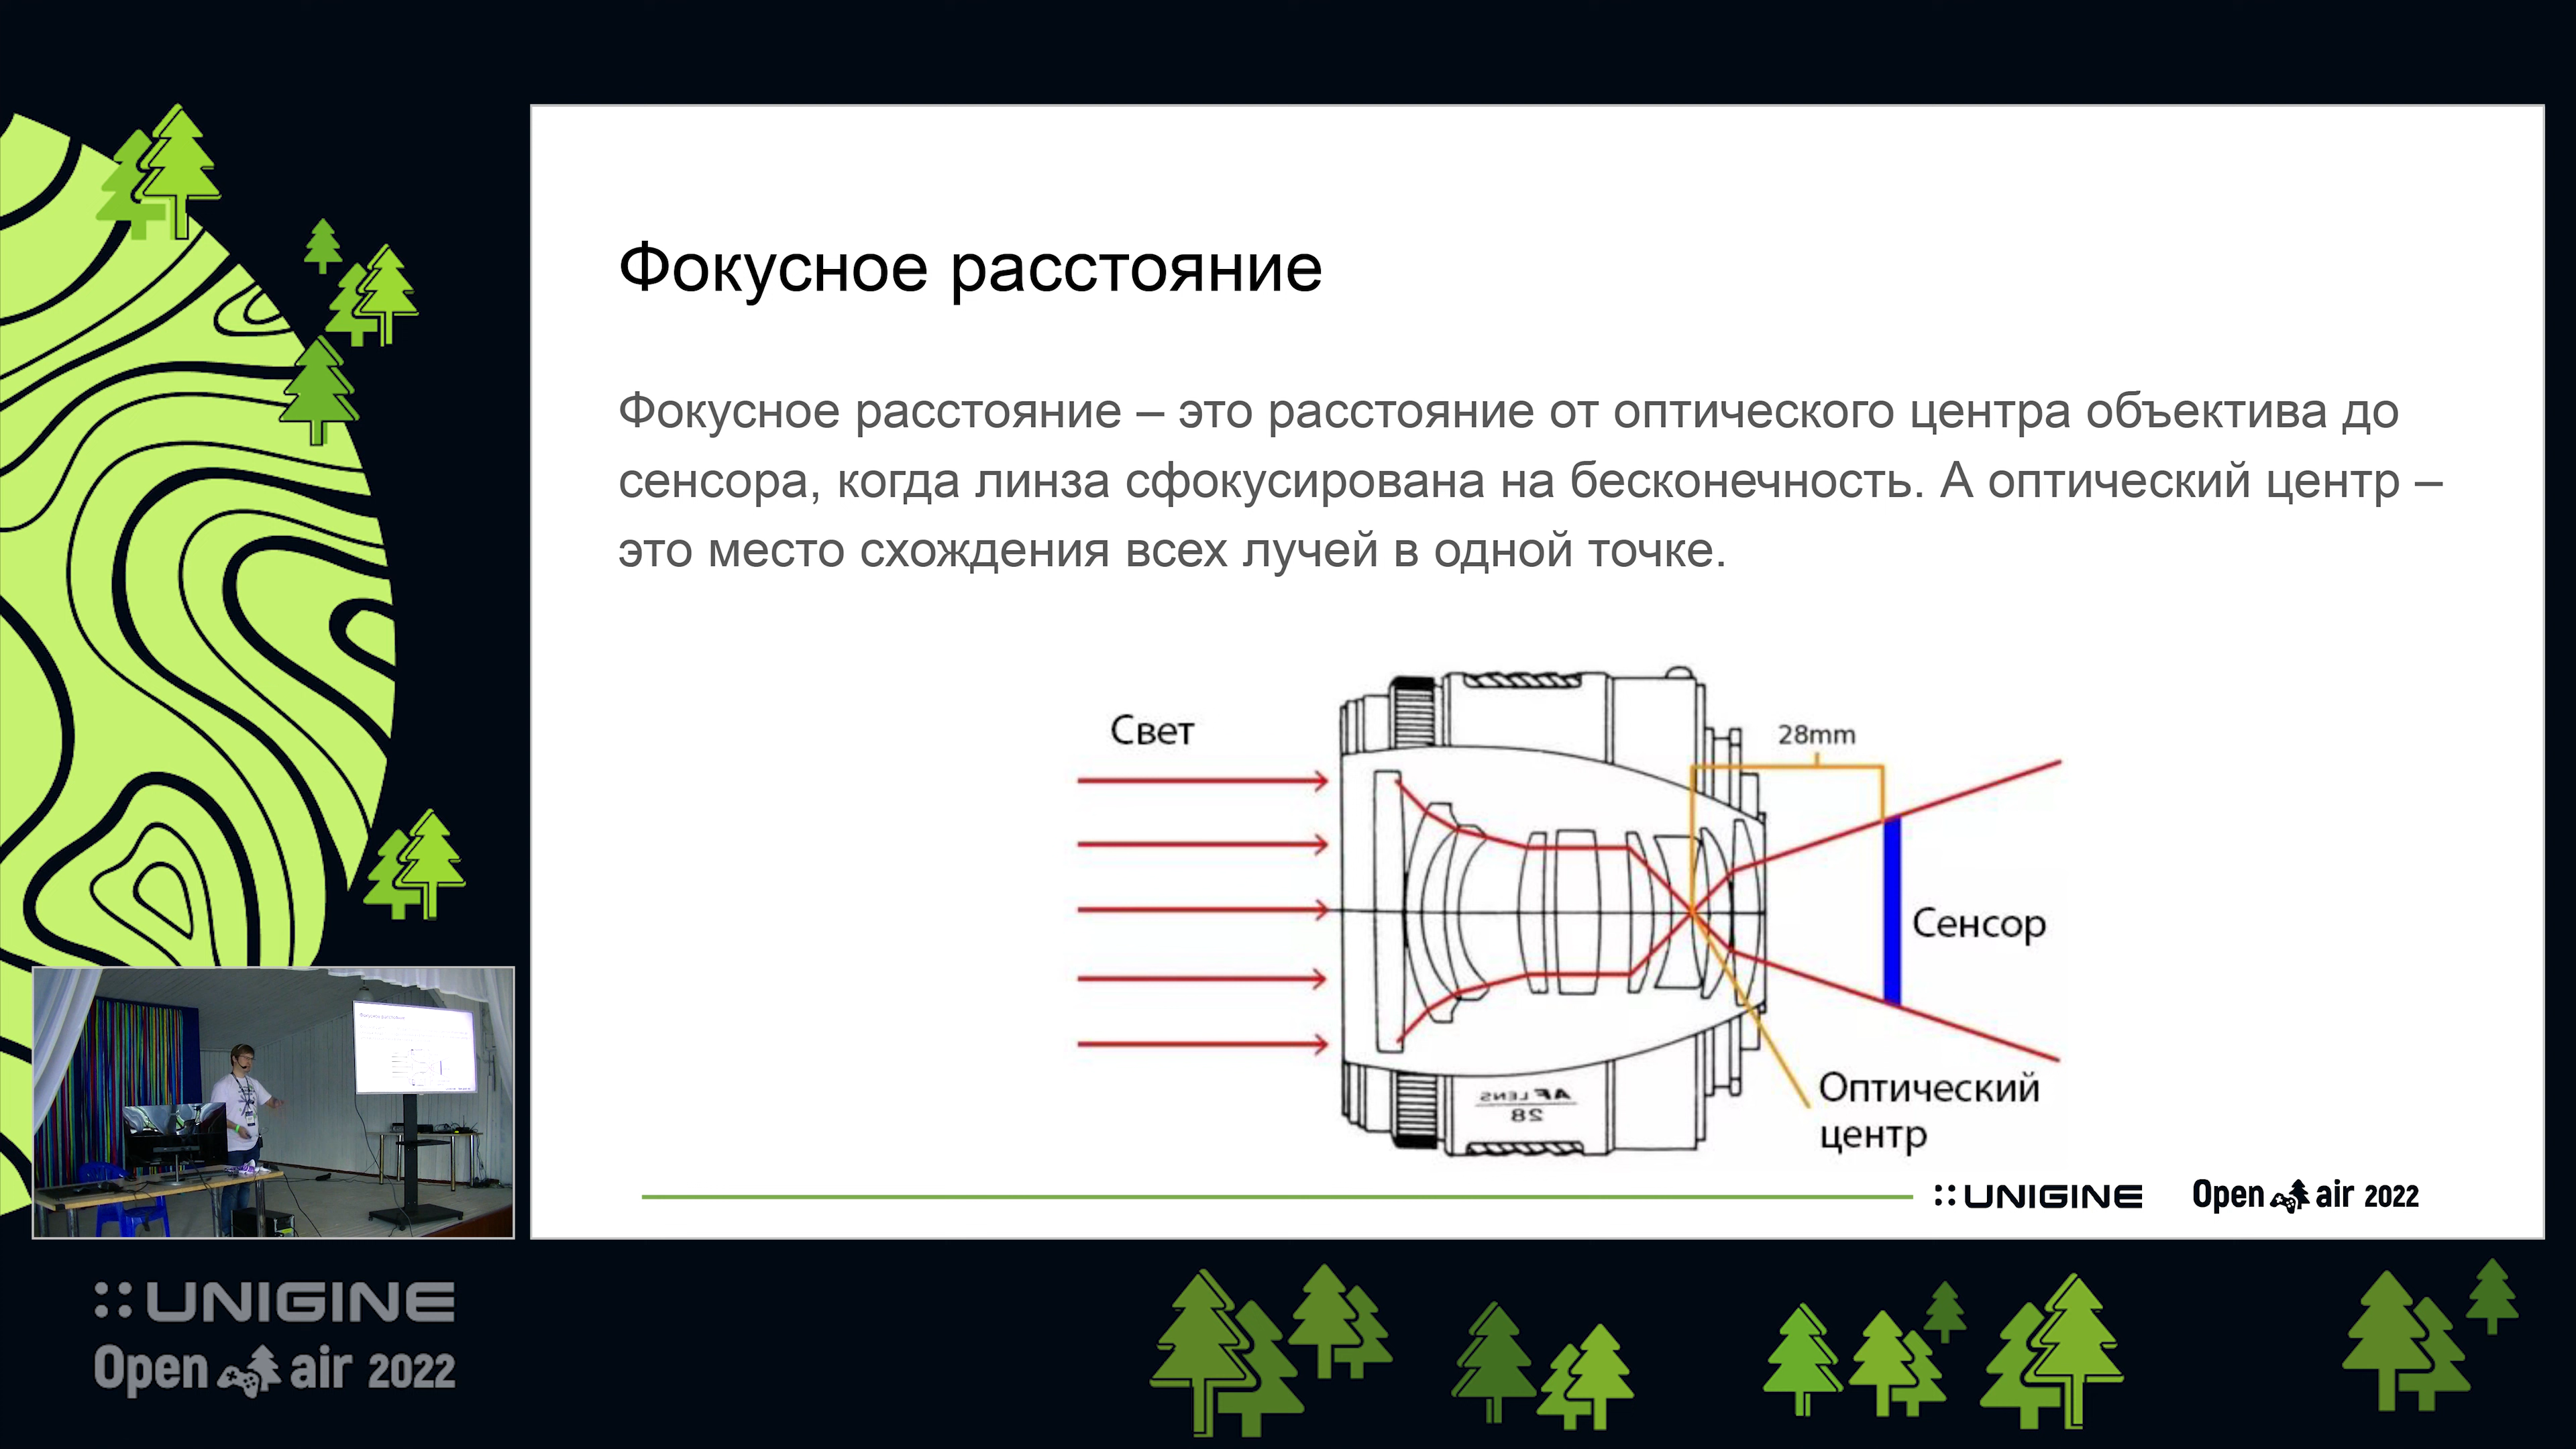 Фокусное расстояние
Фокусное расстояние – это расстояние от оптического центра объектива до
сенсора, когда линза сфокусирована на бесконечность. А оптический центр –
это место схождения всех лучей в одной точке.
Свет
28mm
Сенсор
Оптический
центр
AF LENS
28
UNIGINE
Open air 2022
UNIGINE
Open air 2022